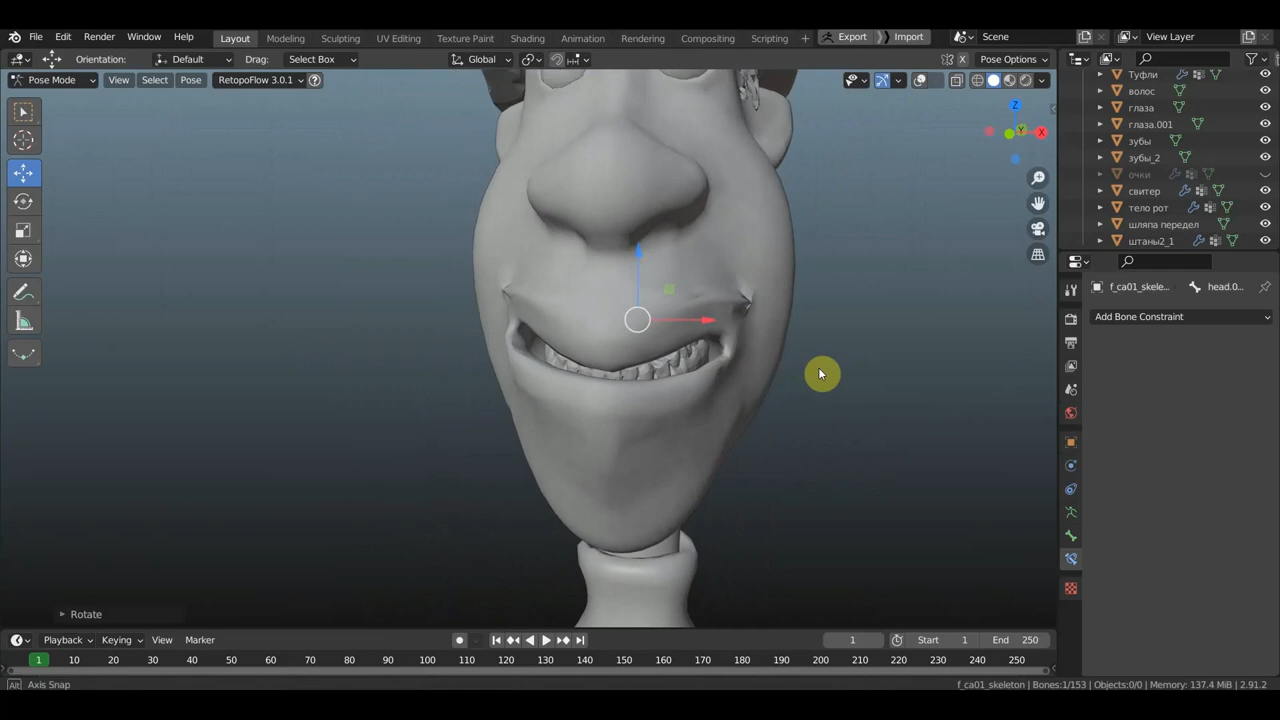 File Edit Render Window Help Layout Modeling Sculpting UV Editing Texture Paint Shading Animation Rendering Compositing Scripting + Export Import Scene View Layer
Orientation: Default Drag: Select Box Global Pose Options
Pose Mode View Select Pose RetopoFlow 3.0.1
Z
Y
X
Туфли
волос
глаза
глаза.001
зубы
зубы_2
очки
свитер
тело рот
шляпа передел
штаны2_1
f_ca01_skele... head.0...
Add Bone Constraint
Rotate
Playback Keying View Marker 1 Start 1 End 250
1 10 20 30 40 50 60 70 80 90 100 110 120 130 140 150 160 170 180 190 200 210 220 230 240 250
Alt Axis Snap f_ca01_skeleton | Bones:1/153 | Objects:0/0 | Memory: 137.4 MiB | 2.91.2